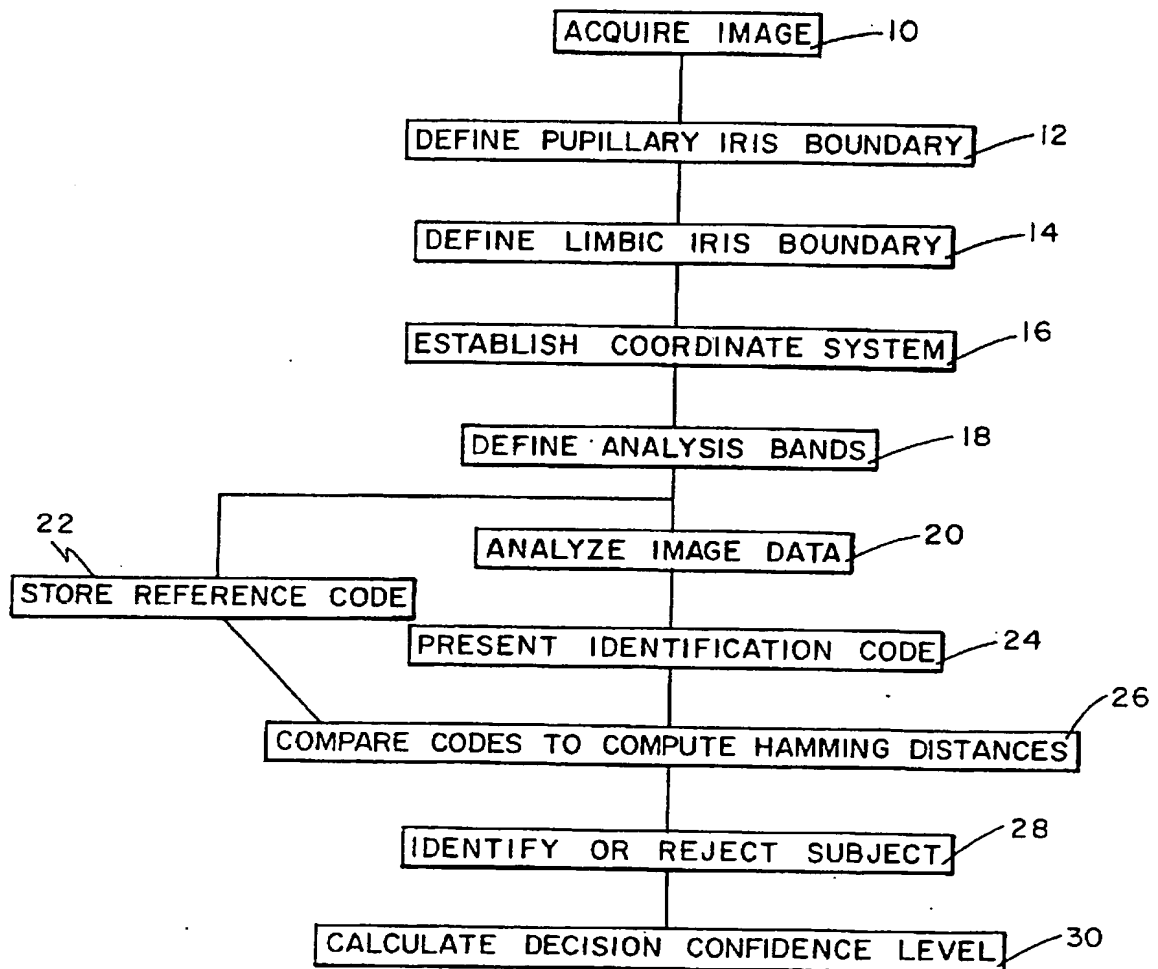 ACQUIRE IMAGE 10
DEFINE PUPILLARY IRIS BOUNDARY 12
DEFINE LIMBIC IRIS BOUNDARY 14
ESTABLISH COORDINATE SYSTEM 16
DEFINE ANALYSIS BANDS 18
22
ANALYZE IMAGE DATA 20
STORE REFERENCE CODE
PRESENT IDENTIFICATION CODE 24
COMPARE CODES TO COMPUTE HAMMING DISTANCES 26
IDENTIFY OR REJECT SUBJECT 28
CALCULATE DECISION CONFIDENCE LEVEL 30